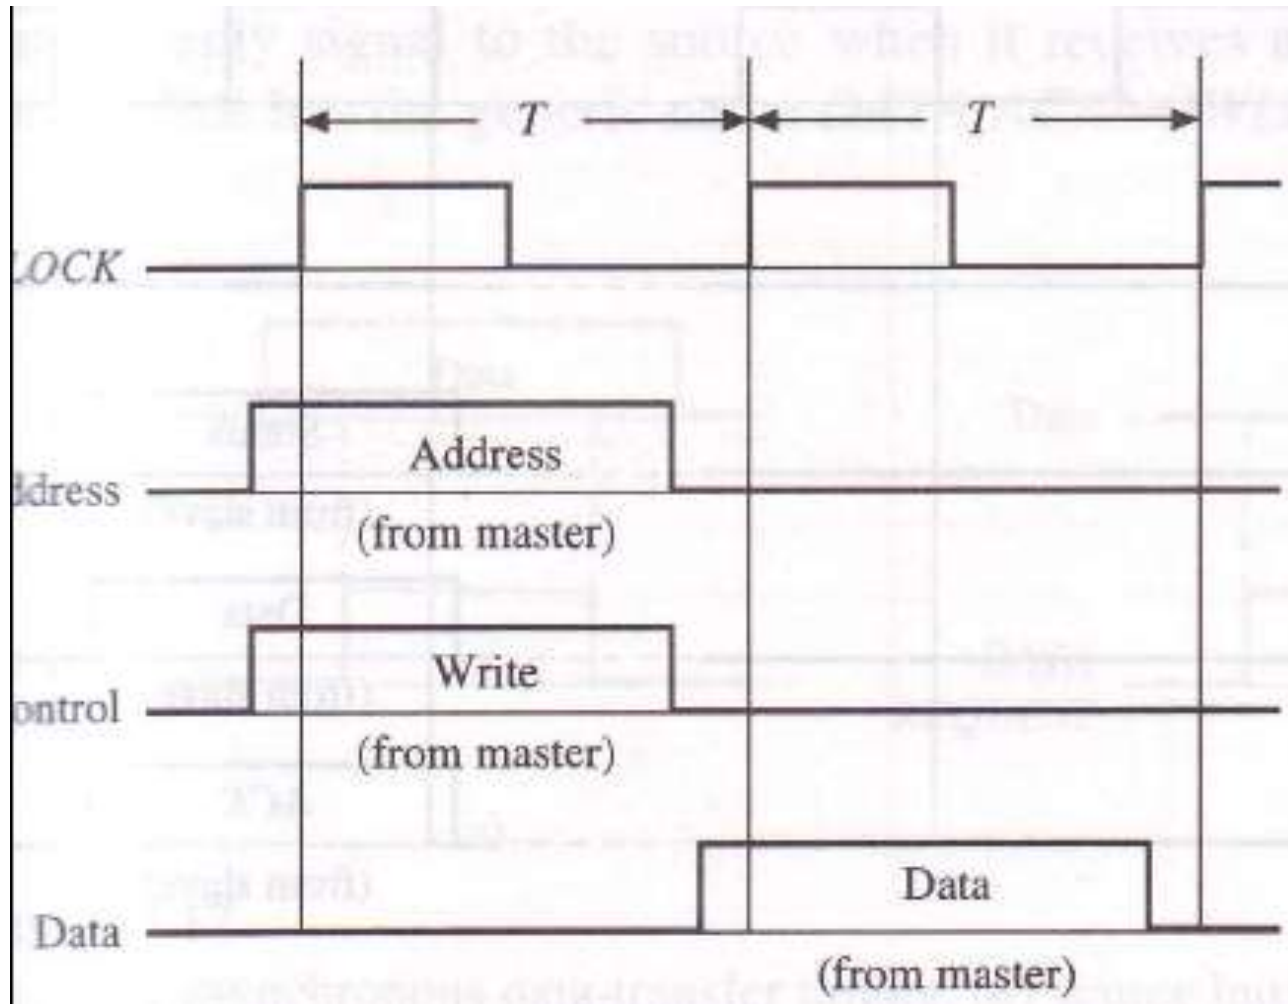 T T
LOCK
Address
ddress
(from master)
Write
ontrol
(from master)
Data
Data
(from master)